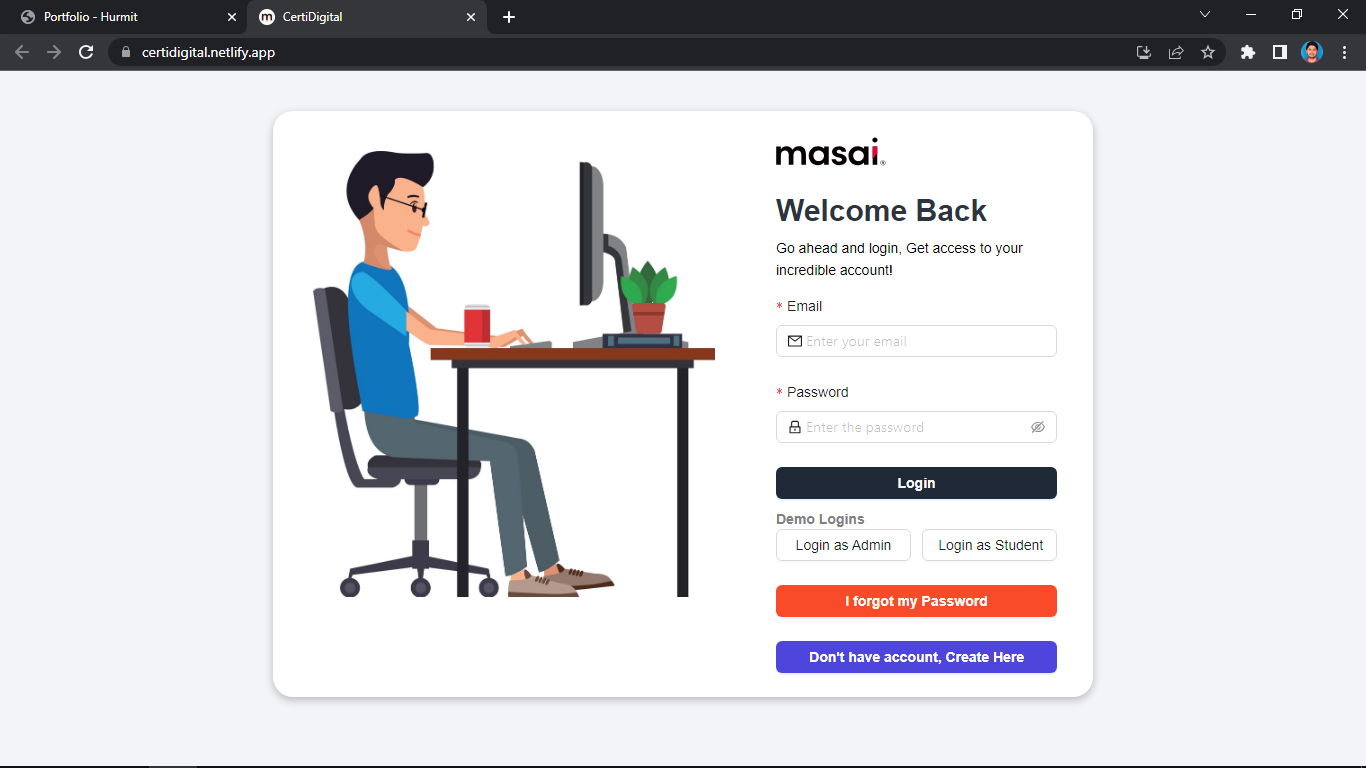 Portfolio - Hurmit
m CertiDigital
certidigital.netlify.app
masai®
Welcome Back
Go ahead and login, Get access to your
incredible account!
* Email
Enter your email
* Password
Enter the password
Login
Demo Logins
Login as Admin
Login as Student
I forgot my Password
Don't have account, Create Here